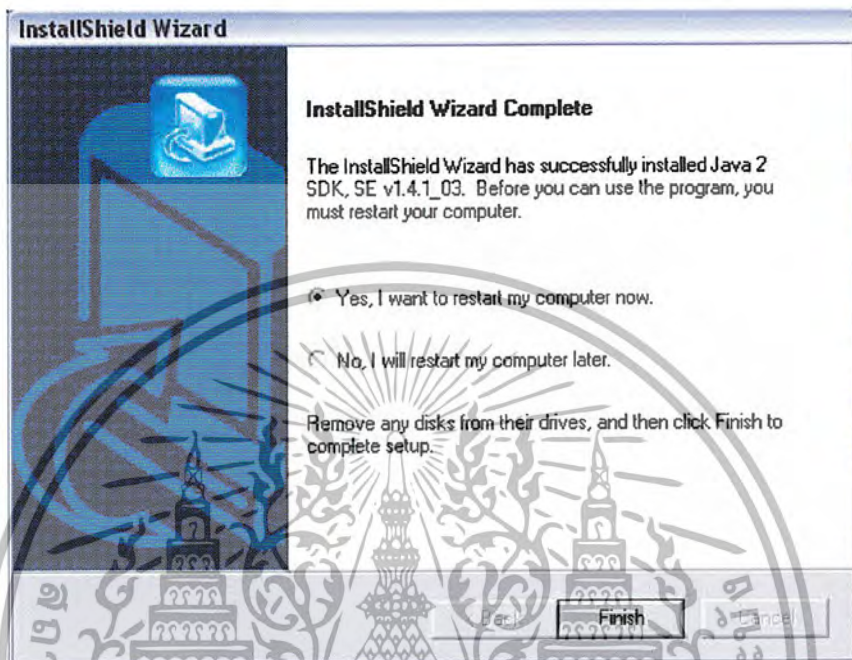 InstallShield Wizard
InstallShield Wizard Complete
The InstallShield Wizard has successfully installed Java 2
SDK, SE v1.4.1_03. Before you can use the program, you
must restart your computer.
Yes, I want to restart my computer now.
No, I will restart my computer later.
Remove any disks from their drives, and then click Finish to
complete setup.
< Back
Finish
Cancel